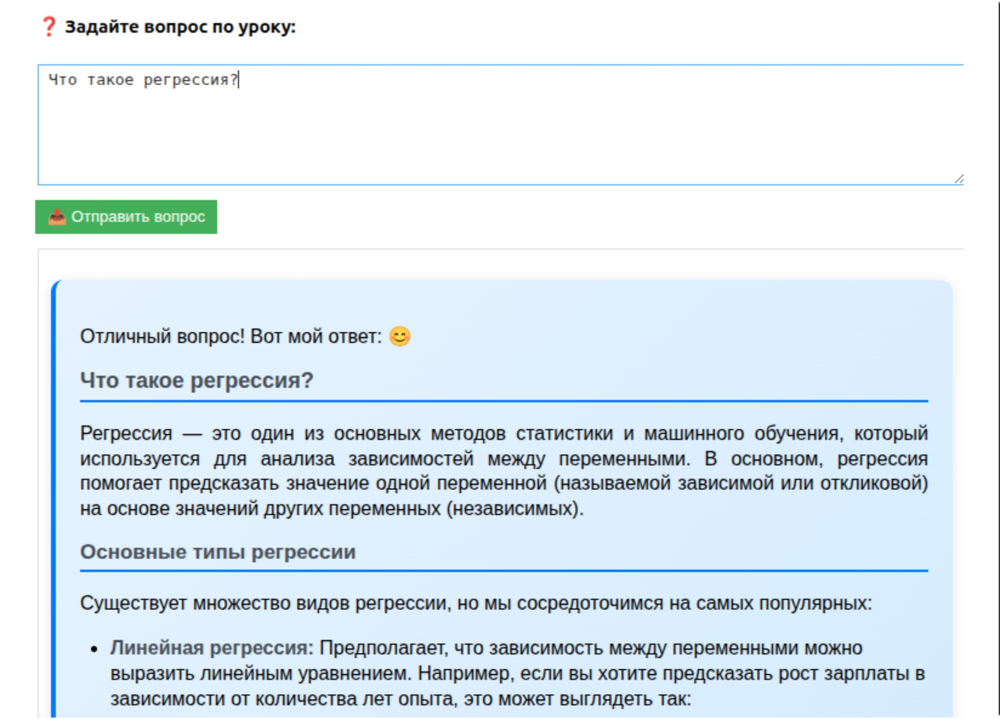 ❓ Задайте вопрос по уроку:
Что такое регрессия?
📤 Отправить вопрос
Отличный вопрос! Вот мой ответ: 😊
Что такое регрессия?
Регрессия — это один из основных методов статистики и машинного обучения, который
используется для анализа зависимостей между переменными. В основном, регрессия
помогает предсказать значение одной переменной (называемой зависимой или откликовой)
на основе значений других переменных (независимых).
Основные типы регрессии
Существует множество видов регрессии, но мы сосредоточимся на самых популярных:
• Линейная регрессия: Предполагает, что зависимость между переменными можно
выразить линейным уравнением. Например, если вы хотите предсказать рост зарплаты в
зависимости от количества лет опыта, это может выглядеть так: